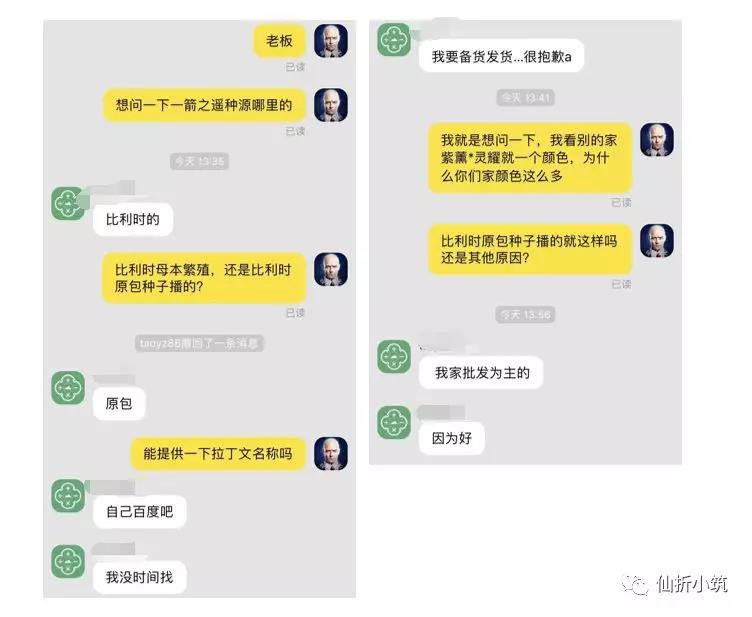 老板
已读
想问一下一箭之遥种源哪里的
已读
今天 13:35
比利时的
比利时母本繁殖，还是比利时
原包种子播的？
已读
taoyz86撤回了一条消息
原包
能提供一下拉丁文名称吗
自己百度吧
我没时间找
我要备货发货...很抱歉a
今天 13:41
我就是想问一下，我看别的家
紫薰*灵耀就一个颜色，为什
么你们家颜色这么多
已读
比利时原包种子播的就这样吗
还是其他原因？
已读
今天 13:56
我家批发为主的
因为好
仙折小筑